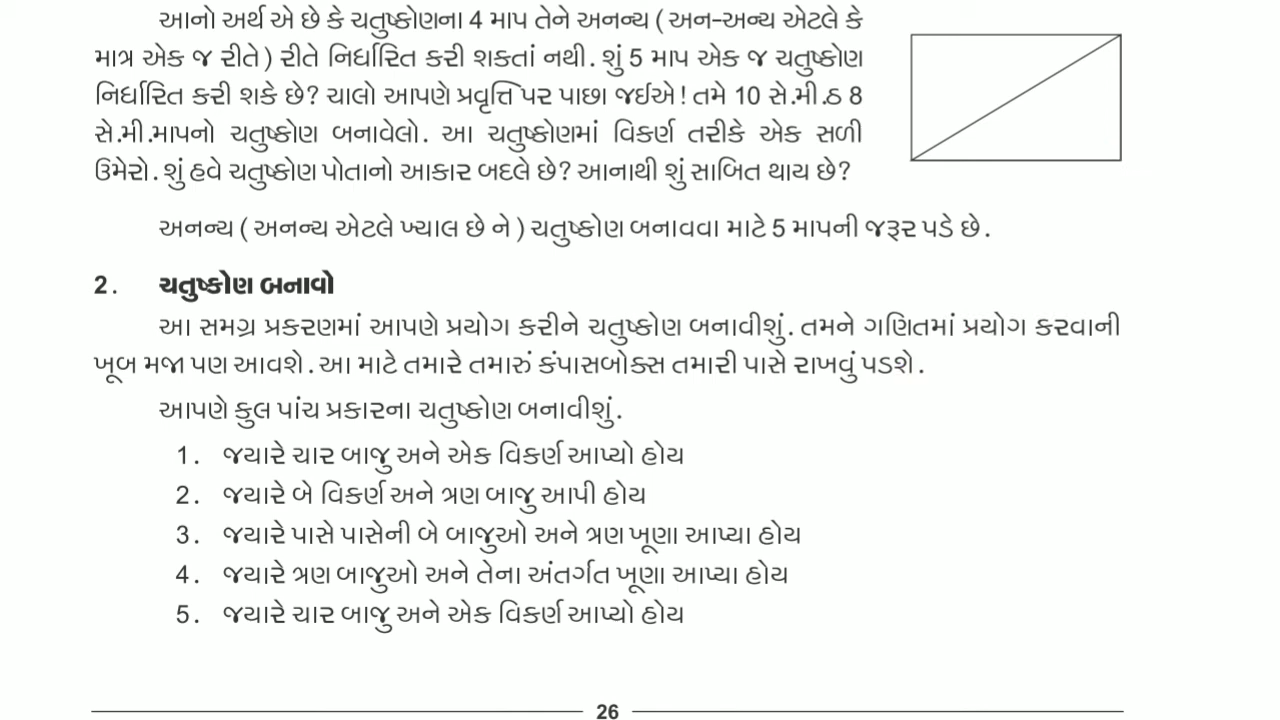 આનો અર્થ એ છે કે ચતુષ્કોણના 4 માપ તેને અનન્ય ( અન-અન્ય એટલે કે
માત્ર એક જ રીતે ) રીતે નિર્ધારિત કરી શકતાં નથી. શું 5 માપ એક જ ચતુષ્કોણ
નિર્ધારિત કરી શકે છે? ચાલો આપણે પ્રવૃત્તિ પર પાછા જઈએ ! તમે 10 સે.મી.ઠ 8
સે.મી.માપનો ચતુષ્કોણ બનાવેલો. આ ચતુષ્કોણમાં વિકર્ણ તરીકે એક સળી
ઉમેરો. શું હવે ચતુષ્કોણ પોતાનો આકાર બદલે છે? આનાથી શું સાબિત થાય છે?
અનન્ય ( અનન્ય એટલે ખ્યાલ છે ને ) ચતુષ્કોણ બનાવવા માટે 5 માપની જરૂર પડે છે.
2. ચતુષ્કોણ બનાવો
આ સમગ્ર પ્રકરણમાં આપણે પ્રયોગ કરીને ચતુષ્કોણ બનાવીશું. તમને ગણિતમાં પ્રયોગ કરવાની
ખૂબ મજા પણ આવશે. આ માટે તમારે તમારું કંપાસબોક્સ તમારી પાસે રાખવું પડશે.
આપણે કુલ પાંચ પ્રકારના ચતુષ્કોણ બનાવીશું.
1. જયારે ચાર બાજુ અને એક વિકર્ણ આપ્યો હોય
2. જયારે બે વિકર્ણ અને ત્રણ બાજુ આપી હોય
3. જયારે પાસે પાસેની બે બાજુઓ અને ત્રણ ખૂણા આપ્યા હોય
4. જયારે ત્રણ બાજુઓ અને તેના અંતર્ગત ખૂણા આપ્યા હોય
5. જયારે ચાર બાજુ અને એક વિકર્ણ આપ્યો હોય
26